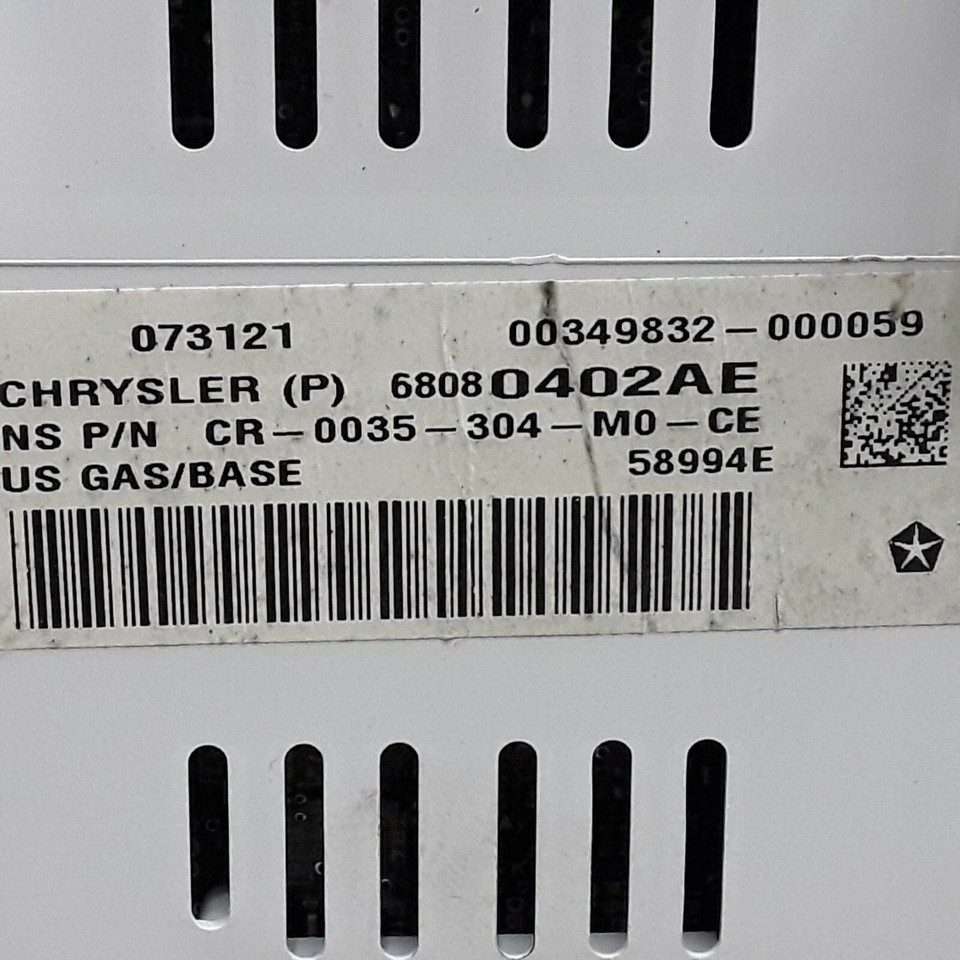 073121 00349832-000059
CHRYSLER (P) 68080402AE
NS P/N CR-0035-304-M0-CE
US GAS/BASE 58994E